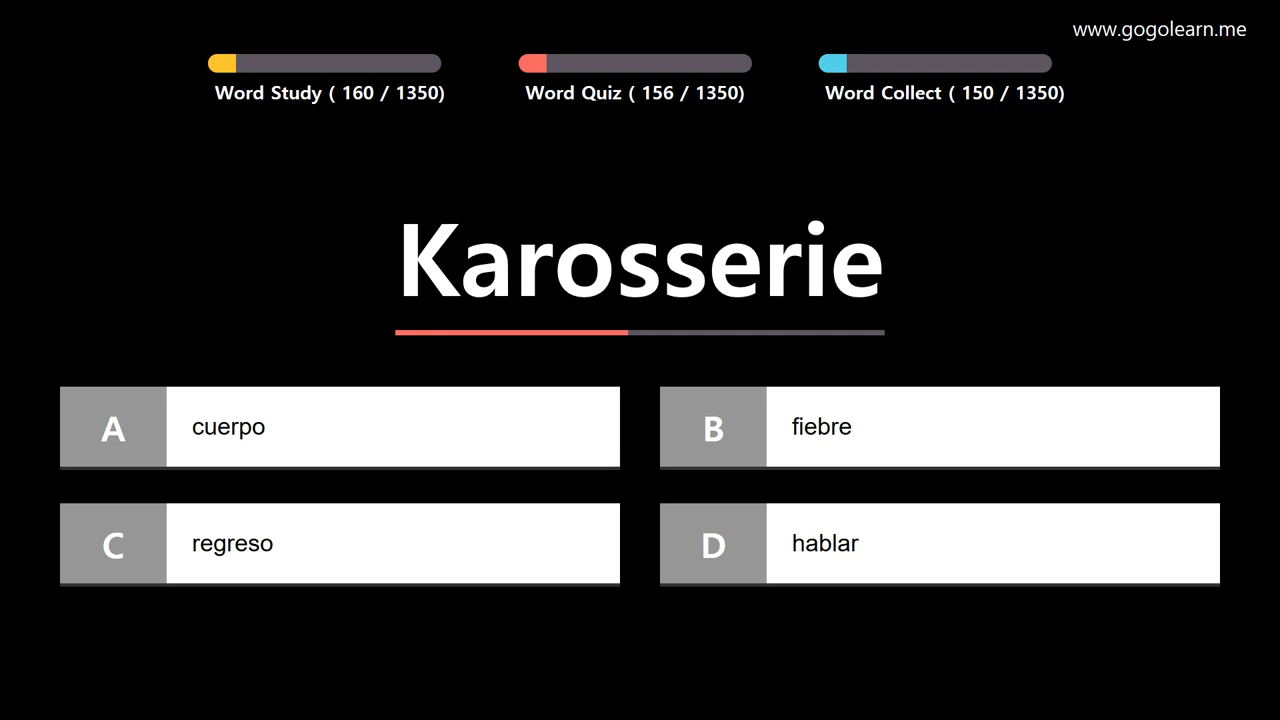 www.gogolearn.me
Word Study ( 160 / 1350)
Word Quiz ( 156 / 1350)
Word Collect ( 150 / 1350)
Karosserie
A cuerpo
B fiebre
C regreso
D hablar